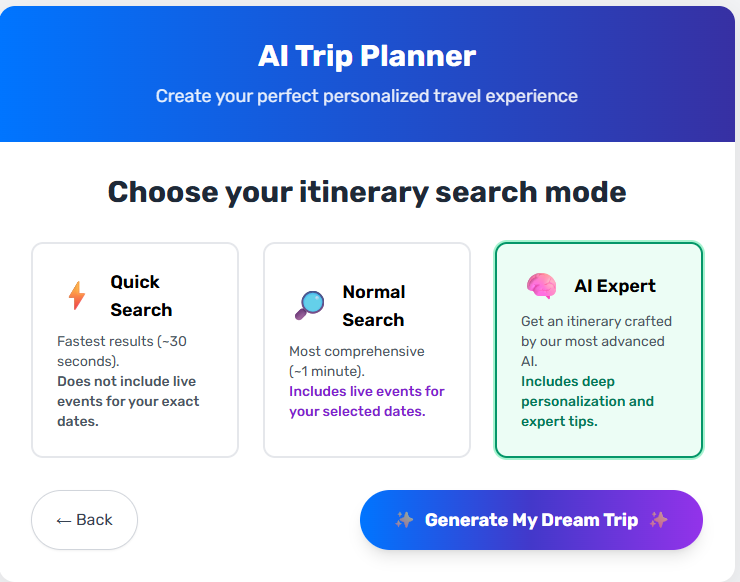 AI Trip Planner
Create your perfect personalized travel experience
Choose your itinerary search mode
Quick
Search
Fastest results (~30
seconds).
Does not include live
events for your exact
dates.
Normal
Search
Most comprehensive
(~1 minute).
Includes live events for
your selected dates.
AI Expert
Get an itinerary crafted
by our most advanced
AI.
Includes deep
personalization and
expert tips.
← Back
✨ Generate My Dream Trip ✨